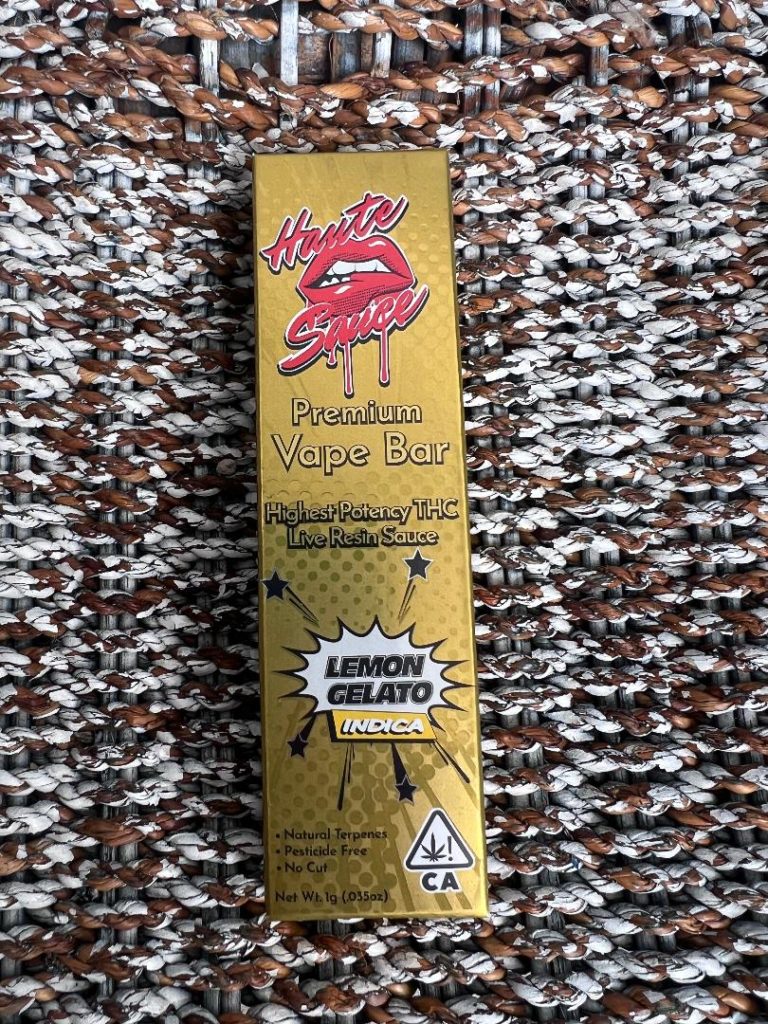 Haute
Sauce
Premium
Vape Bar
Highest Potency THC
Live Resin Sauce
LEMON
GELATO
INDICA
• Natural Terpenes
• Pesticide Free
• No Cut
Net Wt. 1g (.035oz)
!
CA